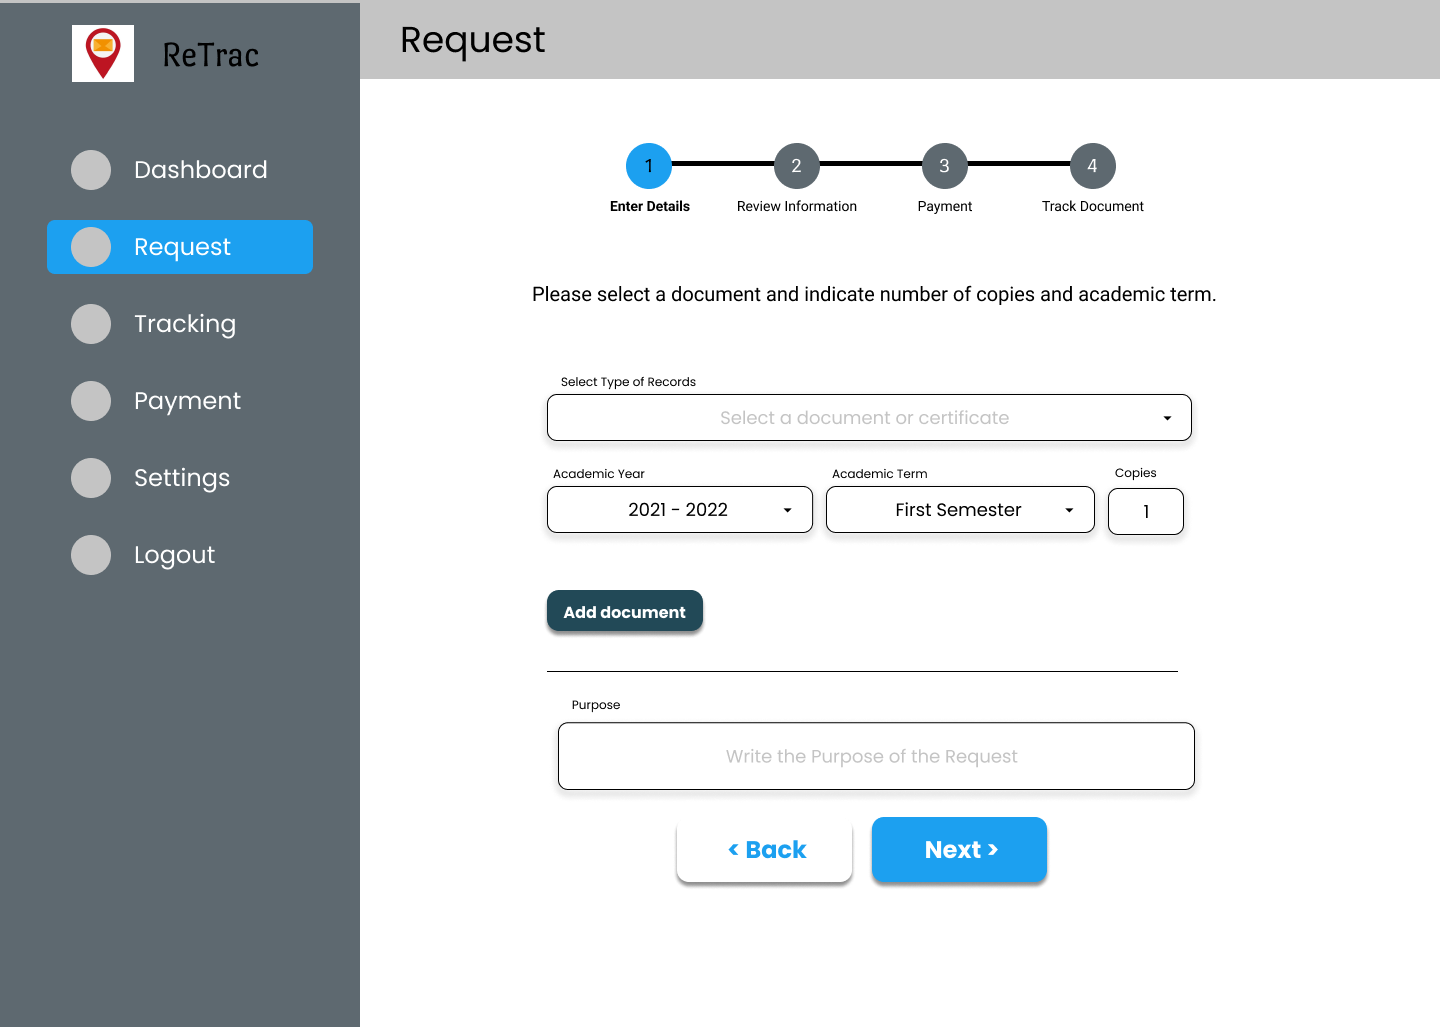 ReTrac
Request
Dashboard
Request
Tracking
Payment
Settings
Logout
1
2
3
4
Enter Details
Review Information
Payment
Track Document
Please select a document and indicate number of copies and academic term.
Select Type of Records
Select a document or certificate
Academic Year
Academic Term
Copies
2021 - 2022
First Semester
1
Add document
Purpose
Write the Purpose of the Request
< Back
Next >